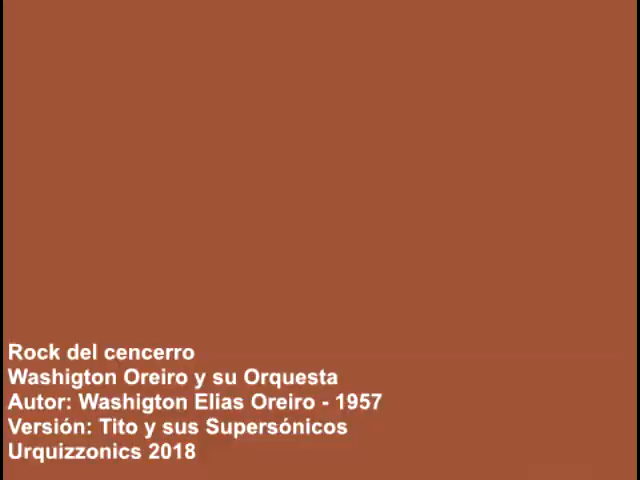 Rock del cencerro
Washigton Oreiro y su Orquesta
Autor: Washigton Elias Oreiro - 1957
Versión: Tito y sus Supersónicos
Urquizzonics 2018